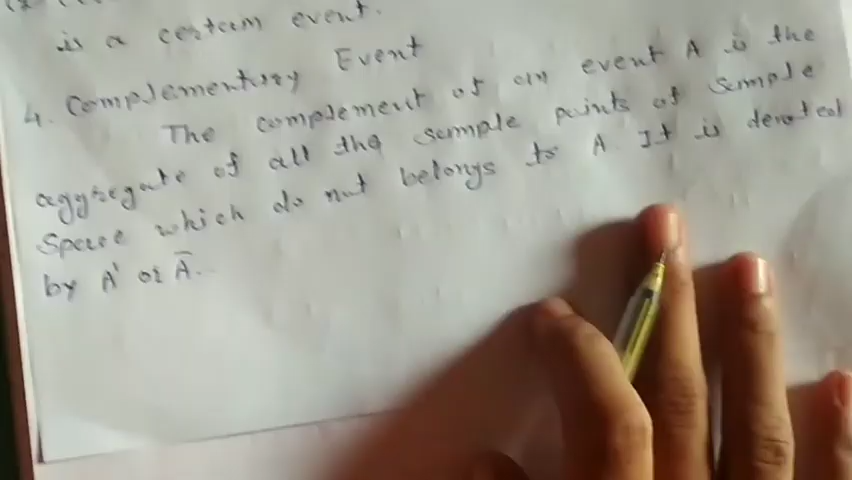 is a certain event.
4. Complementary Event
The complement of an event A is the
aggregate of all the sample points of sample
space which do not belongs to A. It is denoted
by A' or Ā.